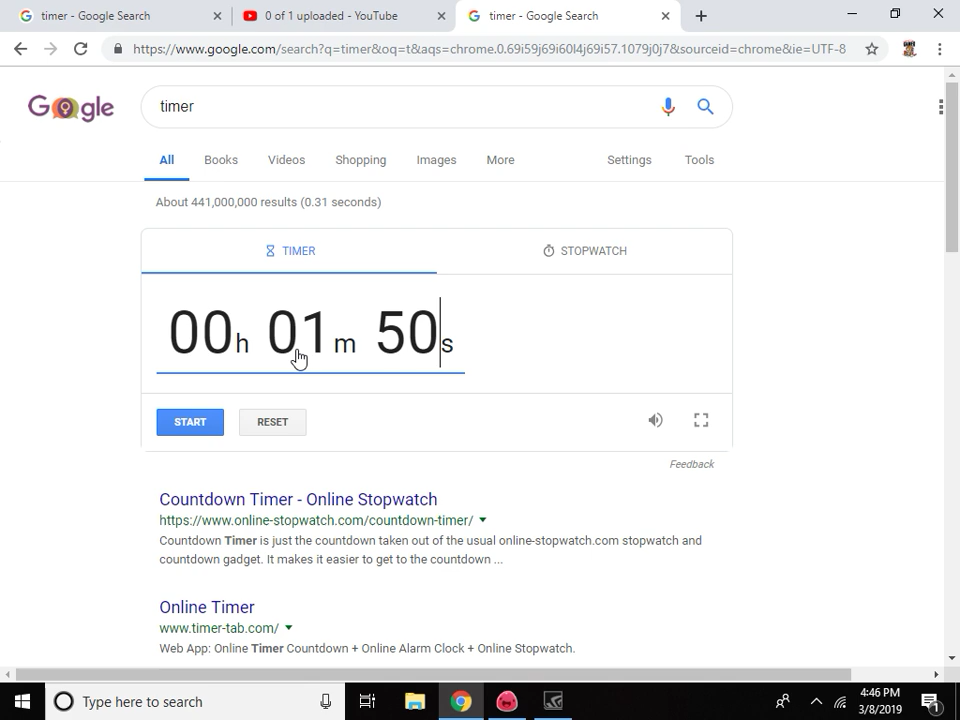 timer - Google Search
0 of 1 uploaded - YouTube
timer - Google Search
https://www.google.com/search?q=timer&oq=t&aqs=chrome.0.69i59j69i60l4j69i57.1079j0j7&sourceid=chrome&ie=UTF-8
Google
timer
All Books Videos Shopping Images More Settings Tools
About 441,000,000 results (0.31 seconds)
TIMER STOPWATCH
00h 01m 50s
START RESET
Feedback
Countdown Timer - Online Stopwatch
https://www.online-stopwatch.com/countdown-timer/
Countdown Timer is just the countdown taken out of the usual online-stopwatch.com stopwatch and
countdown gadget. It makes it easier to get to the countdown ...
Online Timer
www.timer-tab.com/
Web App: Online Timer Countdown + Online Alarm Clock + Online Stopwatch.
Type here to search
4:46 PM
3/8/2019
1